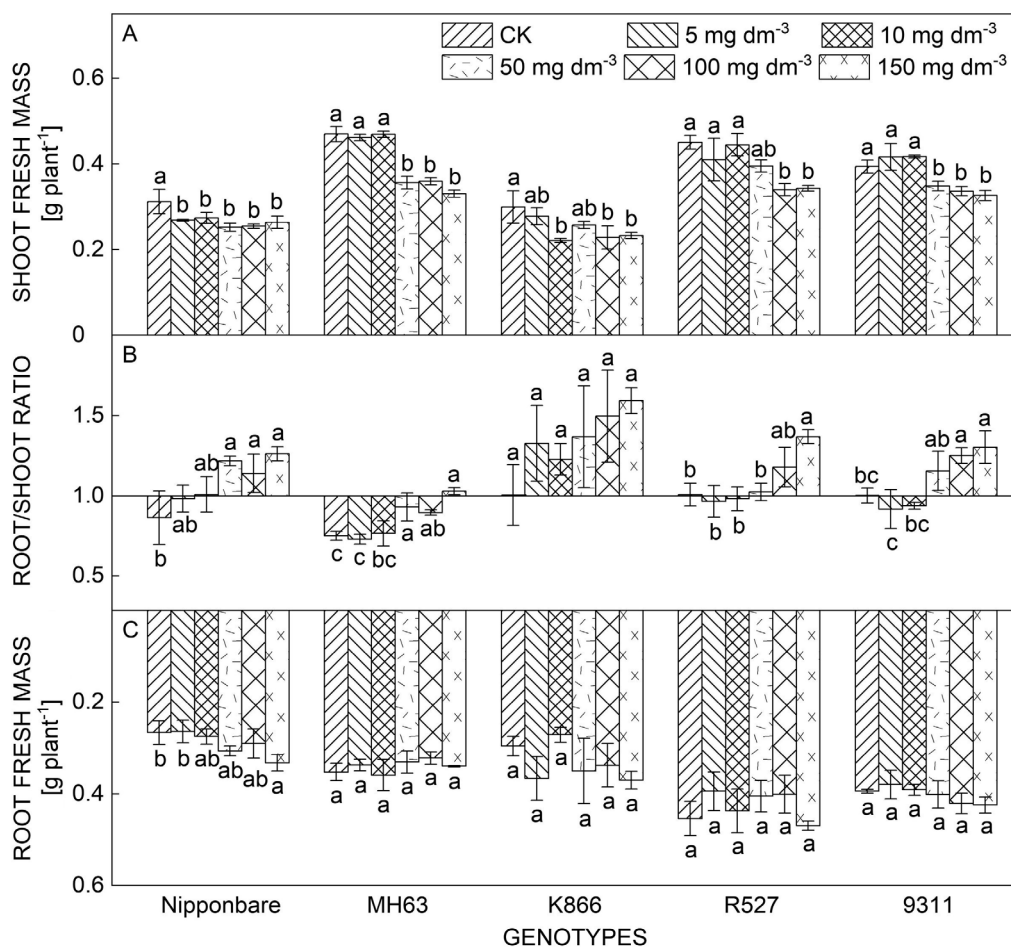 A
CK 5 mg dm⁻³ 10 mg dm⁻³
50 mg dm⁻³ 100 mg dm⁻³ 150 mg dm⁻³
SHOOT FRESH MASS
[g plant⁻¹]
0.6
0.4
0.2
0
a b b b b b
a a a b b b
a ab b ab b b
a a a ab b b
a a a b b b
B
ROOT/SHOOT RATIO
1.5
1.0
0.5
b ab ab a a a
c c bc a ab a
a a a a a a
b b b b ab a
bc c bc ab a a
C
ROOT FRESH MASS
[g plant⁻¹]
0.2
0.4
0.6
b b ab ab ab a
a a a a a a
a a a a a a
a a a a a a
a a a a a a
Nipponbare MH63 K866 R527 9311
GENOTYPES